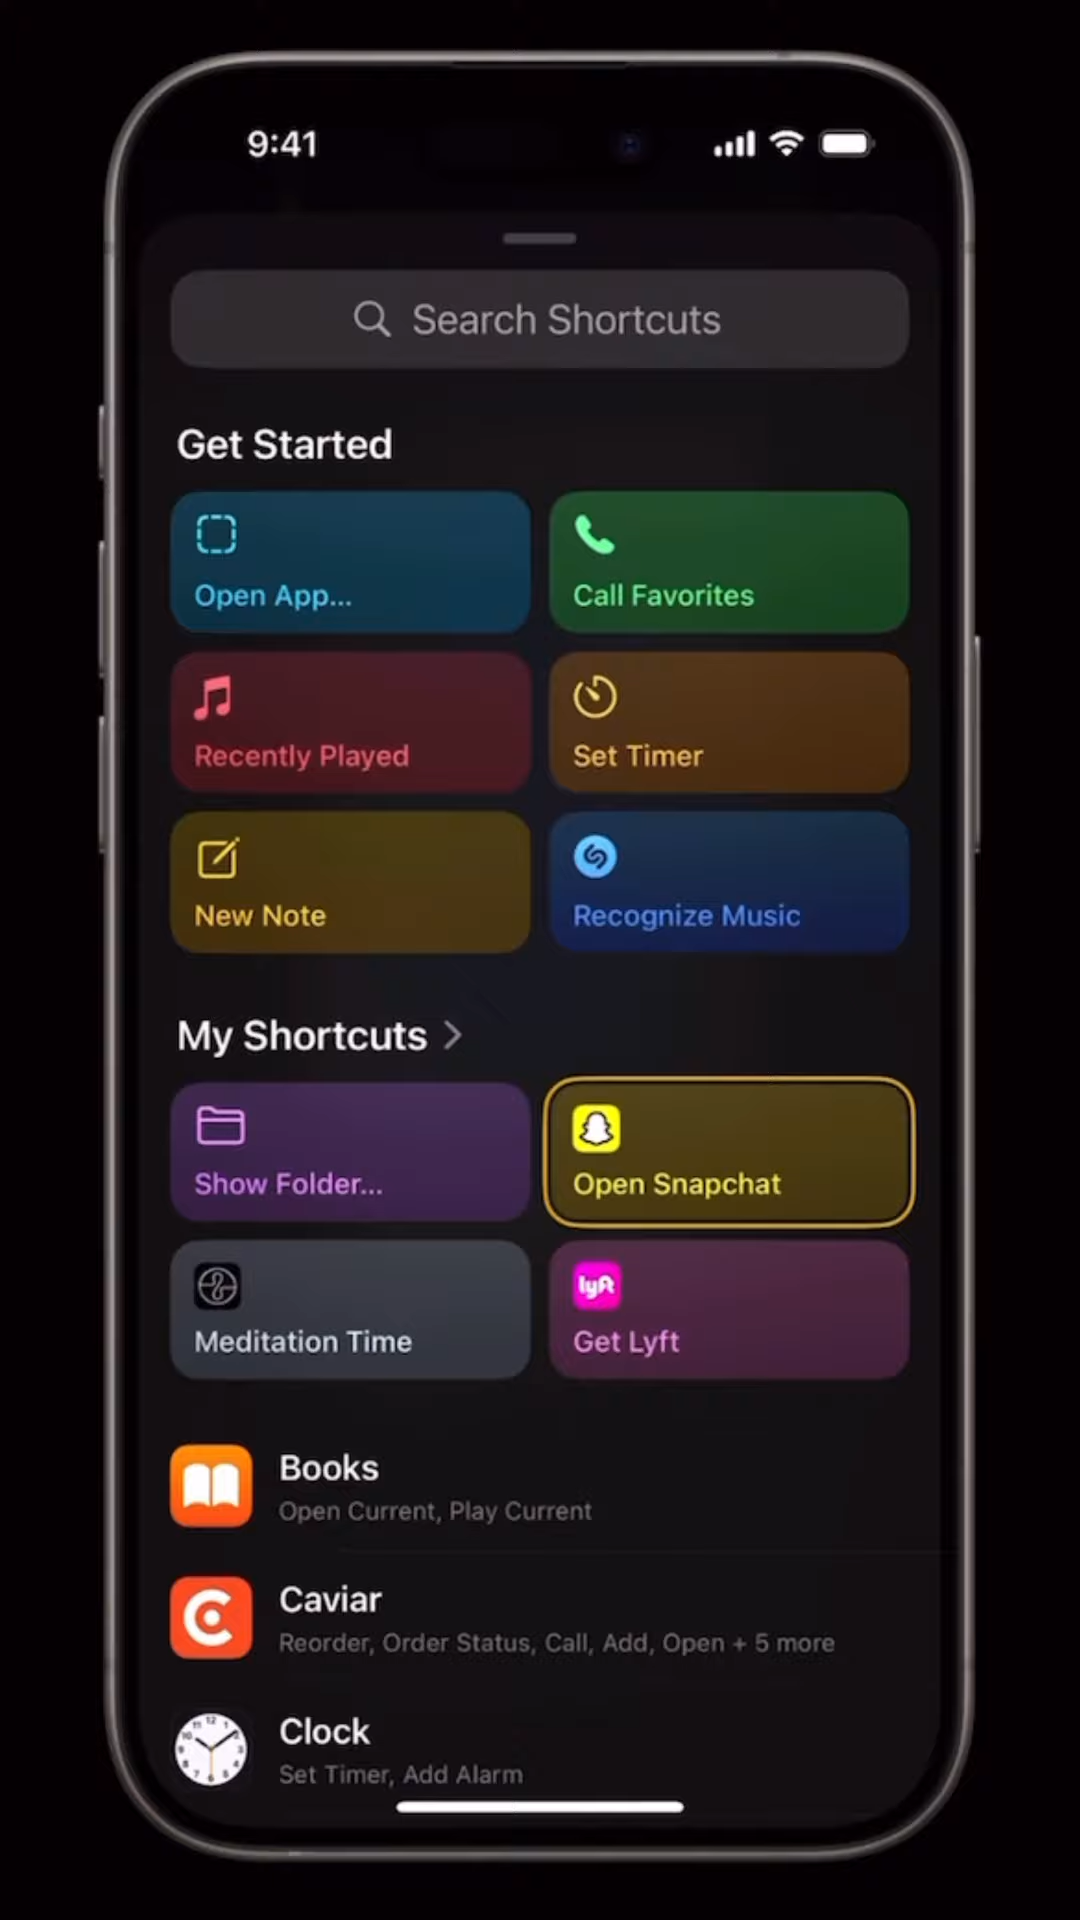 9:41
Search Shortcuts
Get Started
Open App...
Call Favorites
Recently Played
Set Timer
New Note
Recognize Music
My Shortcuts
Show Folder...
Open Snapchat
Meditation Time
lyft
Get Lyft
Books
Open Current, Play Current
Caviar
Reorder, Order Status, Call, Add, Open + 5 more
Clock
Set Timer, Add Alarm